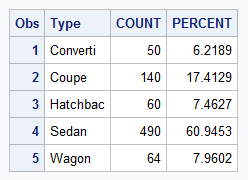 Obs Type COUNT PERCENT
1 Converti 50 6.2189
2 Coupe 140 17.4129
3 Hatchbac 60 7.4627
4 Sedan 490 60.9453
5 Wagon 64 7.9602